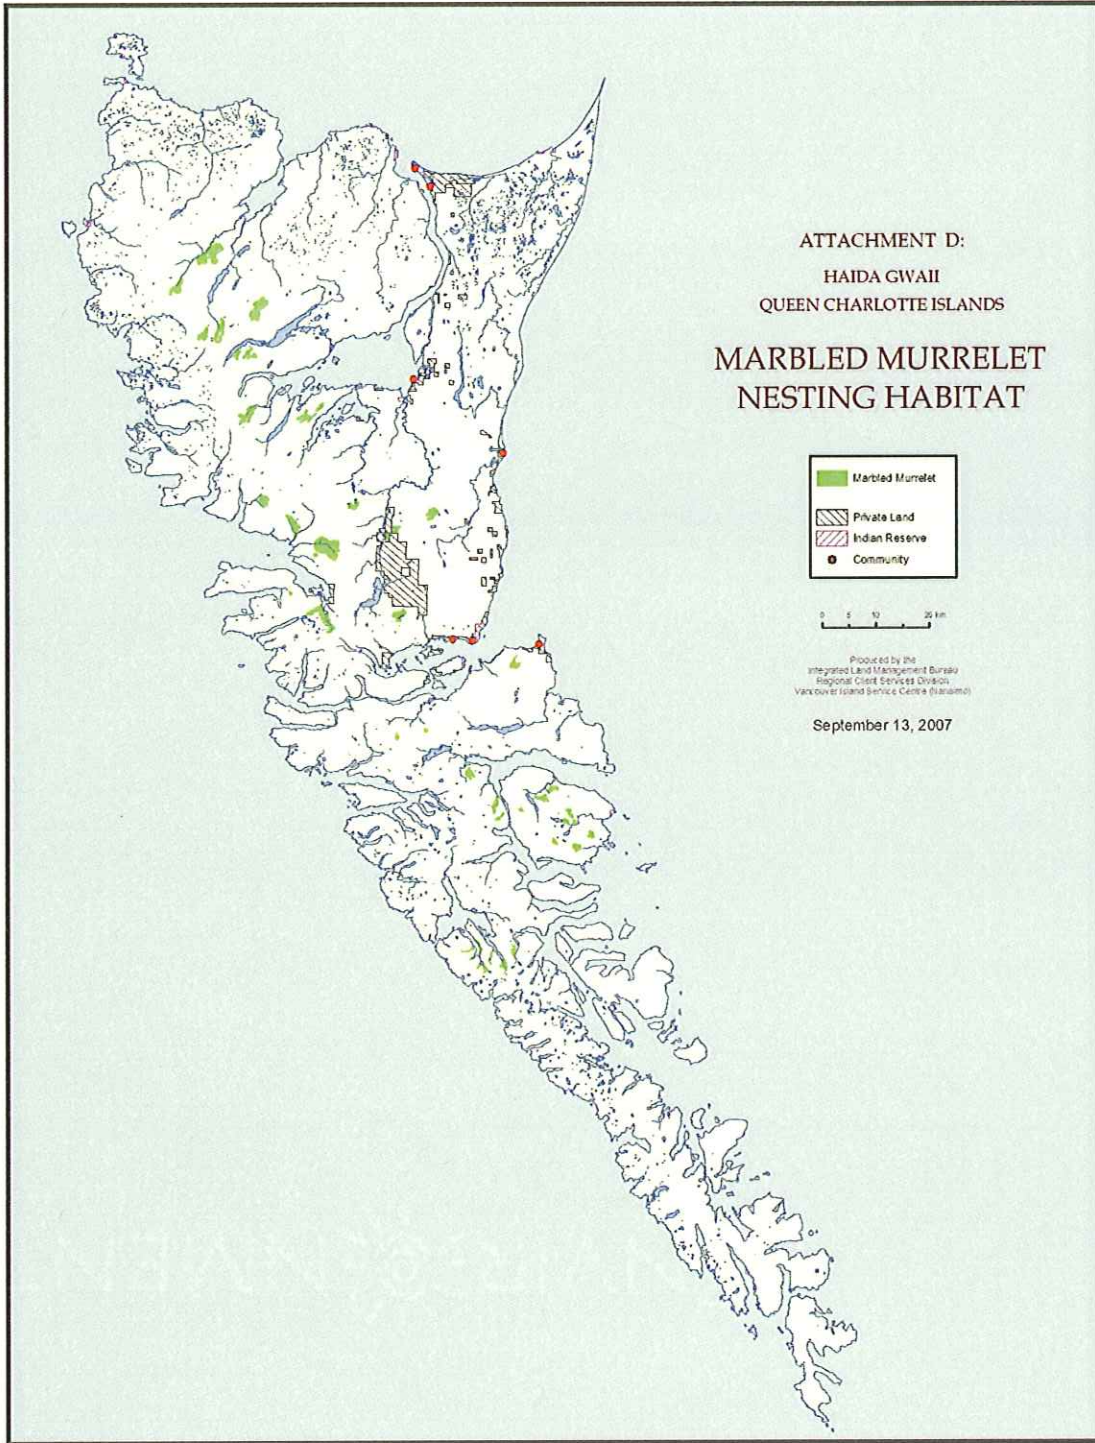 ATTACHMENT D:
HAIDA GWAII
QUEEN CHARLOTTE ISLANDS
MARBLED MURRELET
NESTING HABITAT
Marbled Murrelet
Private Land
Indian Reserve
Community
0 5 10 20 km
Produced by the
Integrated Land Management Bureau
Regional Client Services Division
Vancouver Island Service Centre (Nanaimo)
September 13, 2007